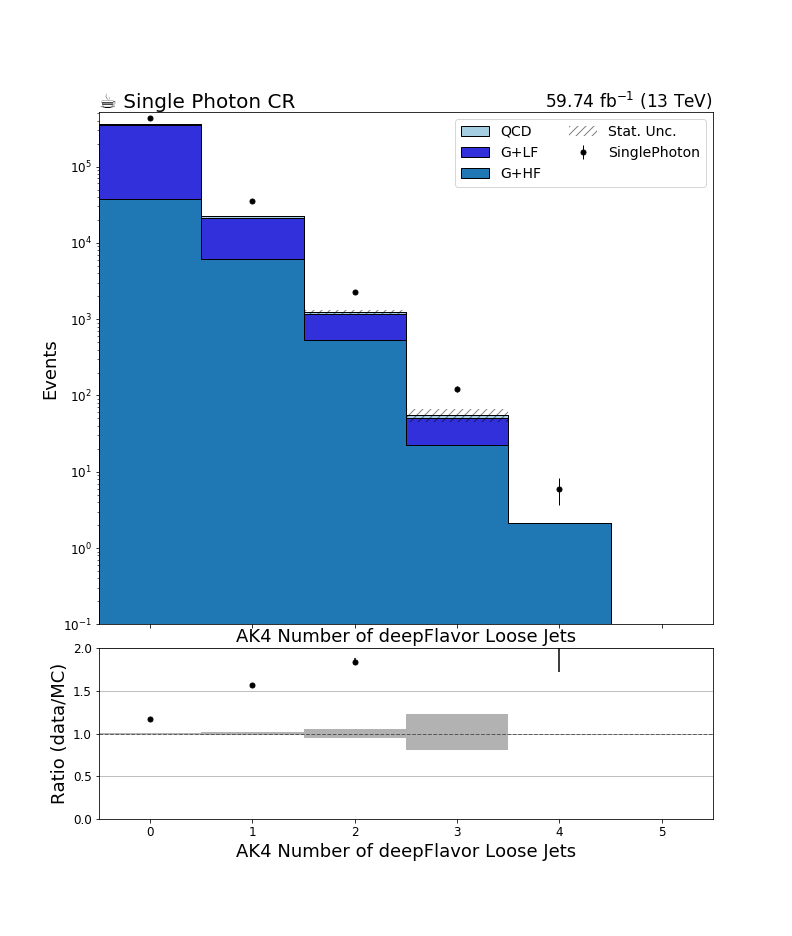 ☕ Single Photon CR
59.74 fb⁻¹ (13 TeV)
QCD
G+LF
G+HF
Stat. Unc.
SinglePhoton
Events
10⁵
10⁴
10³
10²
10¹
10⁰
10⁻¹
AK4 Number of deepFlavor Loose Jets
Ratio (data/MC)
2.0
1.5
1.0
0.5
0.0
0 1 2 3 4 5
AK4 Number of deepFlavor Loose Jets